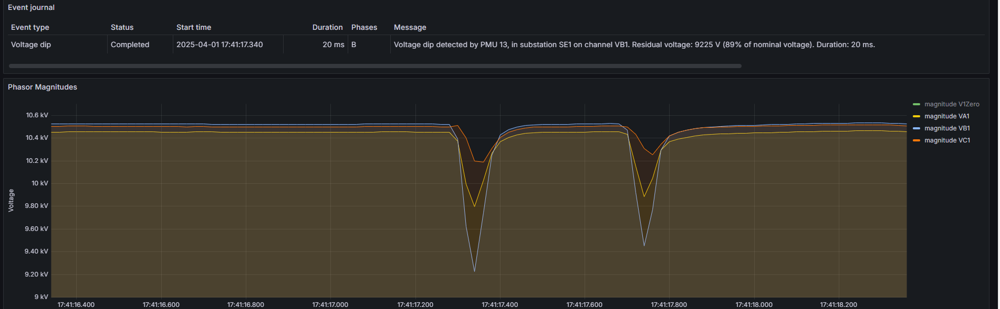 Event journal
Event type Status Start time Duration Phases Message
Voltage dip Completed 2025-04-01 17:41:17.340 20 ms B Voltage dip detected by PMU 13, in substation SE1 on channel VB1. Residual voltage: 9225 V (89% of nominal voltage). Duration: 20 ms.
Phasor Magnitudes
magnitude V1Zero
magnitude VA1
magnitude VB1
magnitude VC1
Voltage
10.6 kV
10.4 kV
10.2 kV
10 kV
9.80 kV
9.60 kV
9.40 kV
9.20 kV
9 kV
17:41:16.400 17:41:16.600 17:41:16.800 17:41:17.000 17:41:17.200 17:41:17.400 17:41:17.600 17:41:17.800 17:41:18.000 17:41:18.200